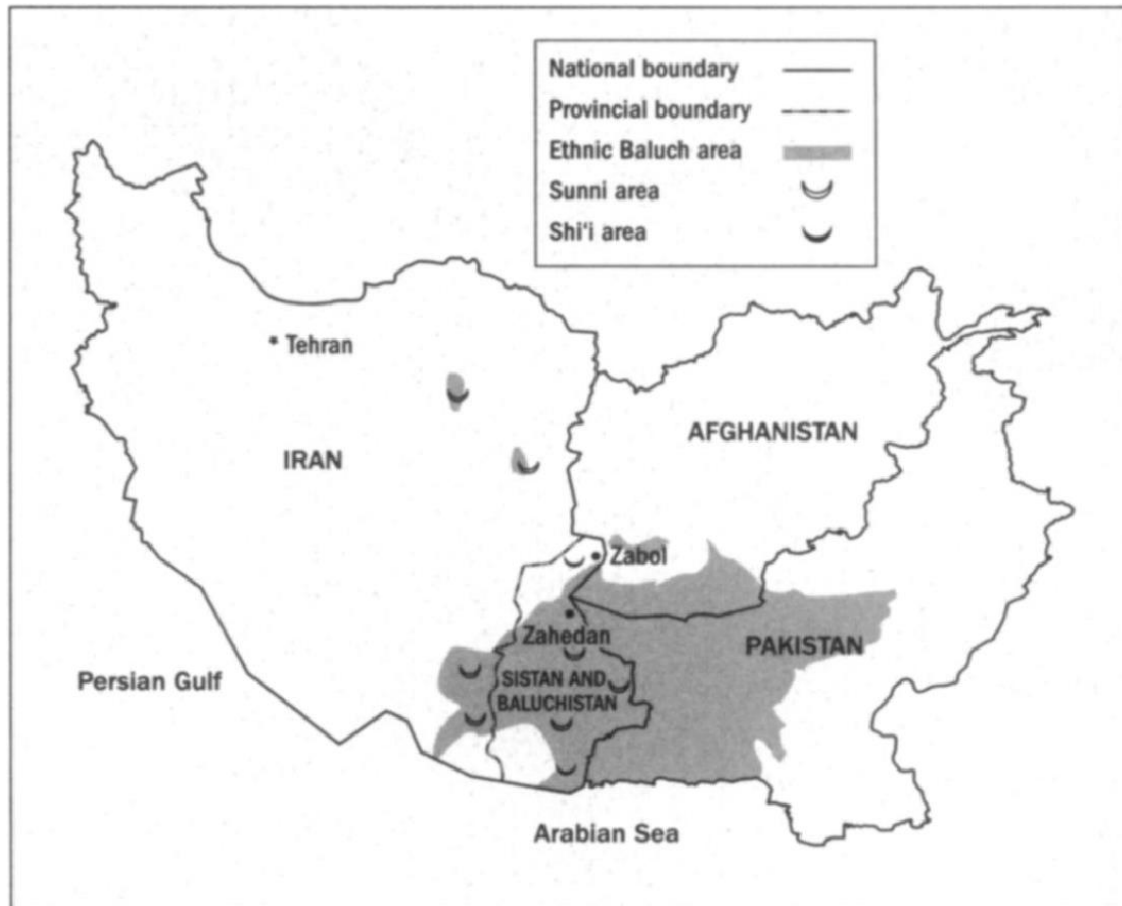 National boundary
Provincial boundary
Ethnic Baluch area
Sunni area
Shi'i area
Tehran
AFGHANISTAN
IRAN
Zabol
Zahedan
PAKISTAN
SISTAN AND
BALUCHISTAN
Persian Gulf
Arabian Sea